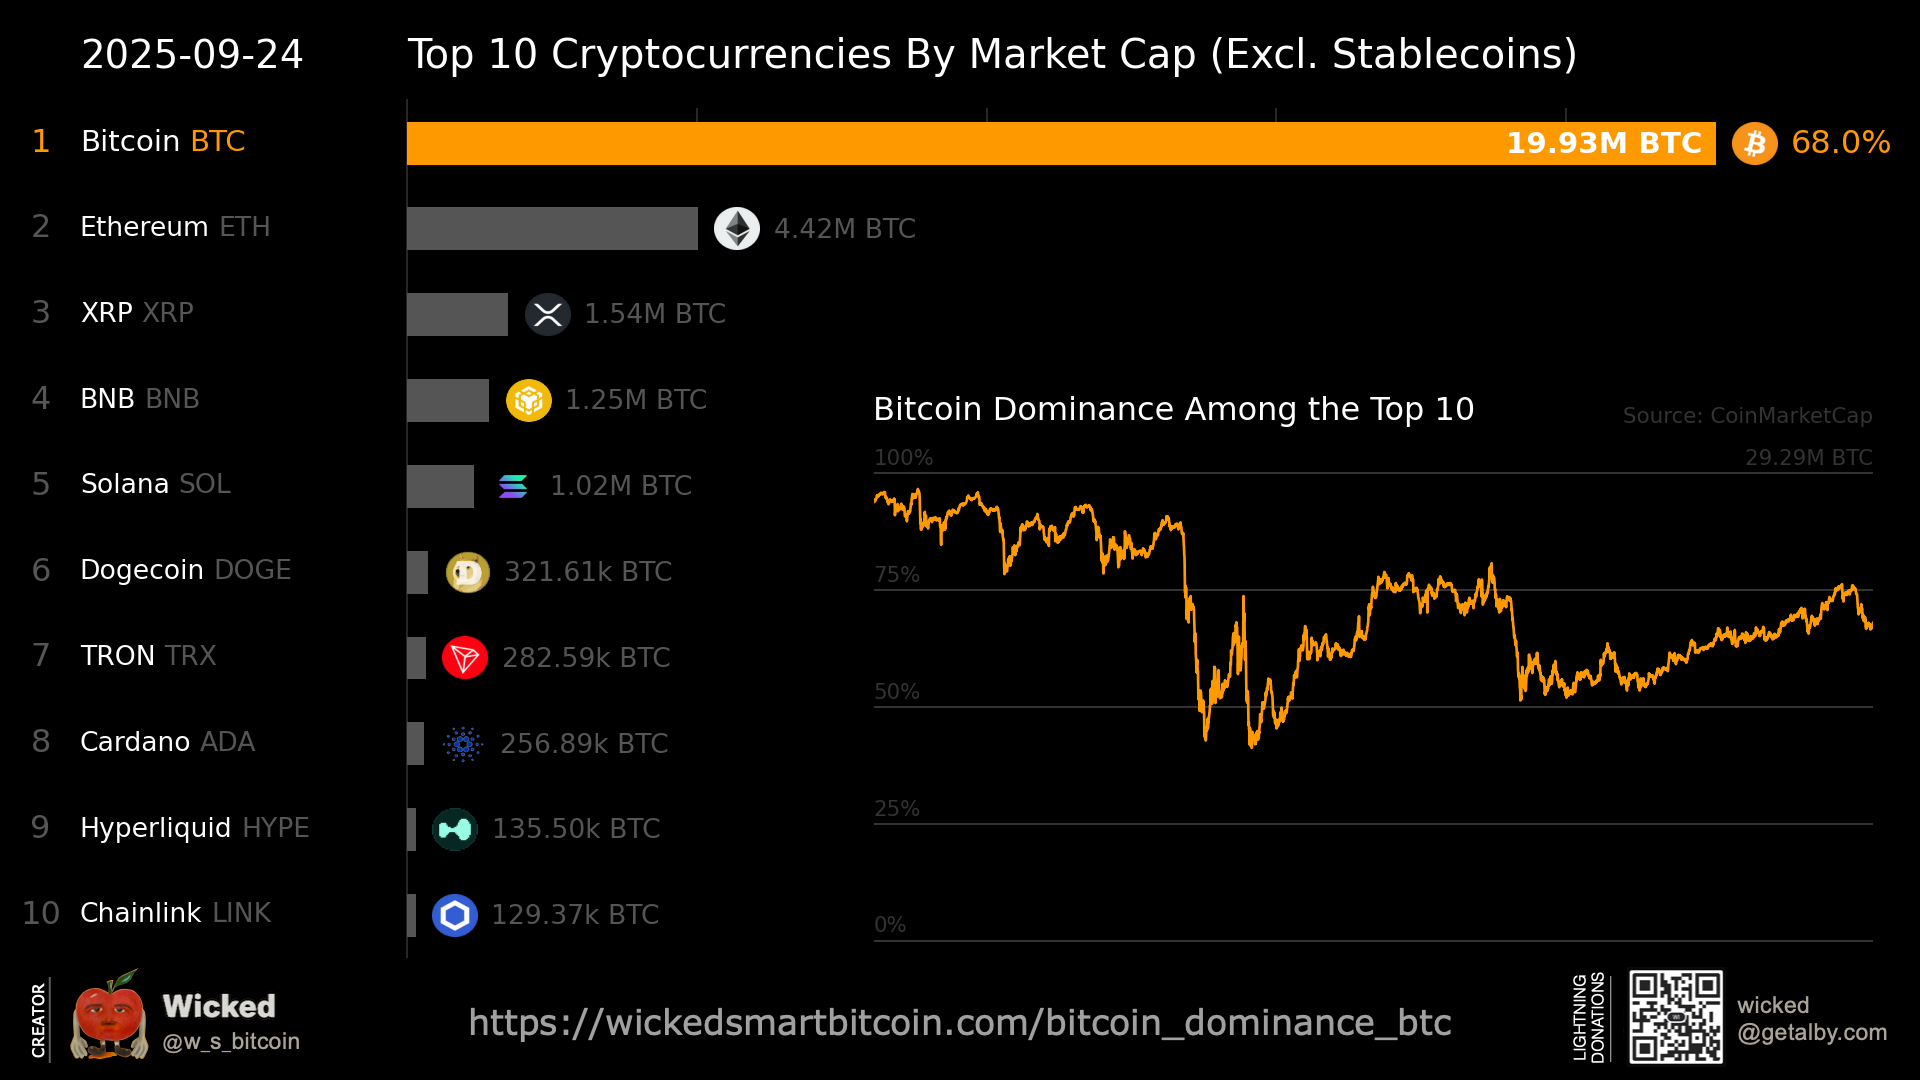 2025-09-24
Top 10 Cryptocurrencies By Market Cap (Excl. Stablecoins)
1 Bitcoin BTC 19.93M BTC 68.0%
2 Ethereum ETH 4.42M BTC
3 XRP XRP 1.54M BTC
4 BNB BNB 1.25M BTC
5 Solana SOL 1.02M BTC
6 Dogecoin DOGE 321.61k BTC
7 TRON TRX 282.59k BTC
8 Cardano ADA 256.89k BTC
9 Hyperliquid HYPE 135.50k BTC
10 Chainlink LINK 129.37k BTC
Bitcoin Dominance Among the Top 10
Source: CoinMarketCap
100% 29.29M BTC
75%
50%
25%
0%
CREATOR
Wicked
@w_s_bitcoin
https://wickedsmartbitcoin.com/bitcoin_dominance_btc
LIGHTNING
DONATIONS
wicked
@getalby.com